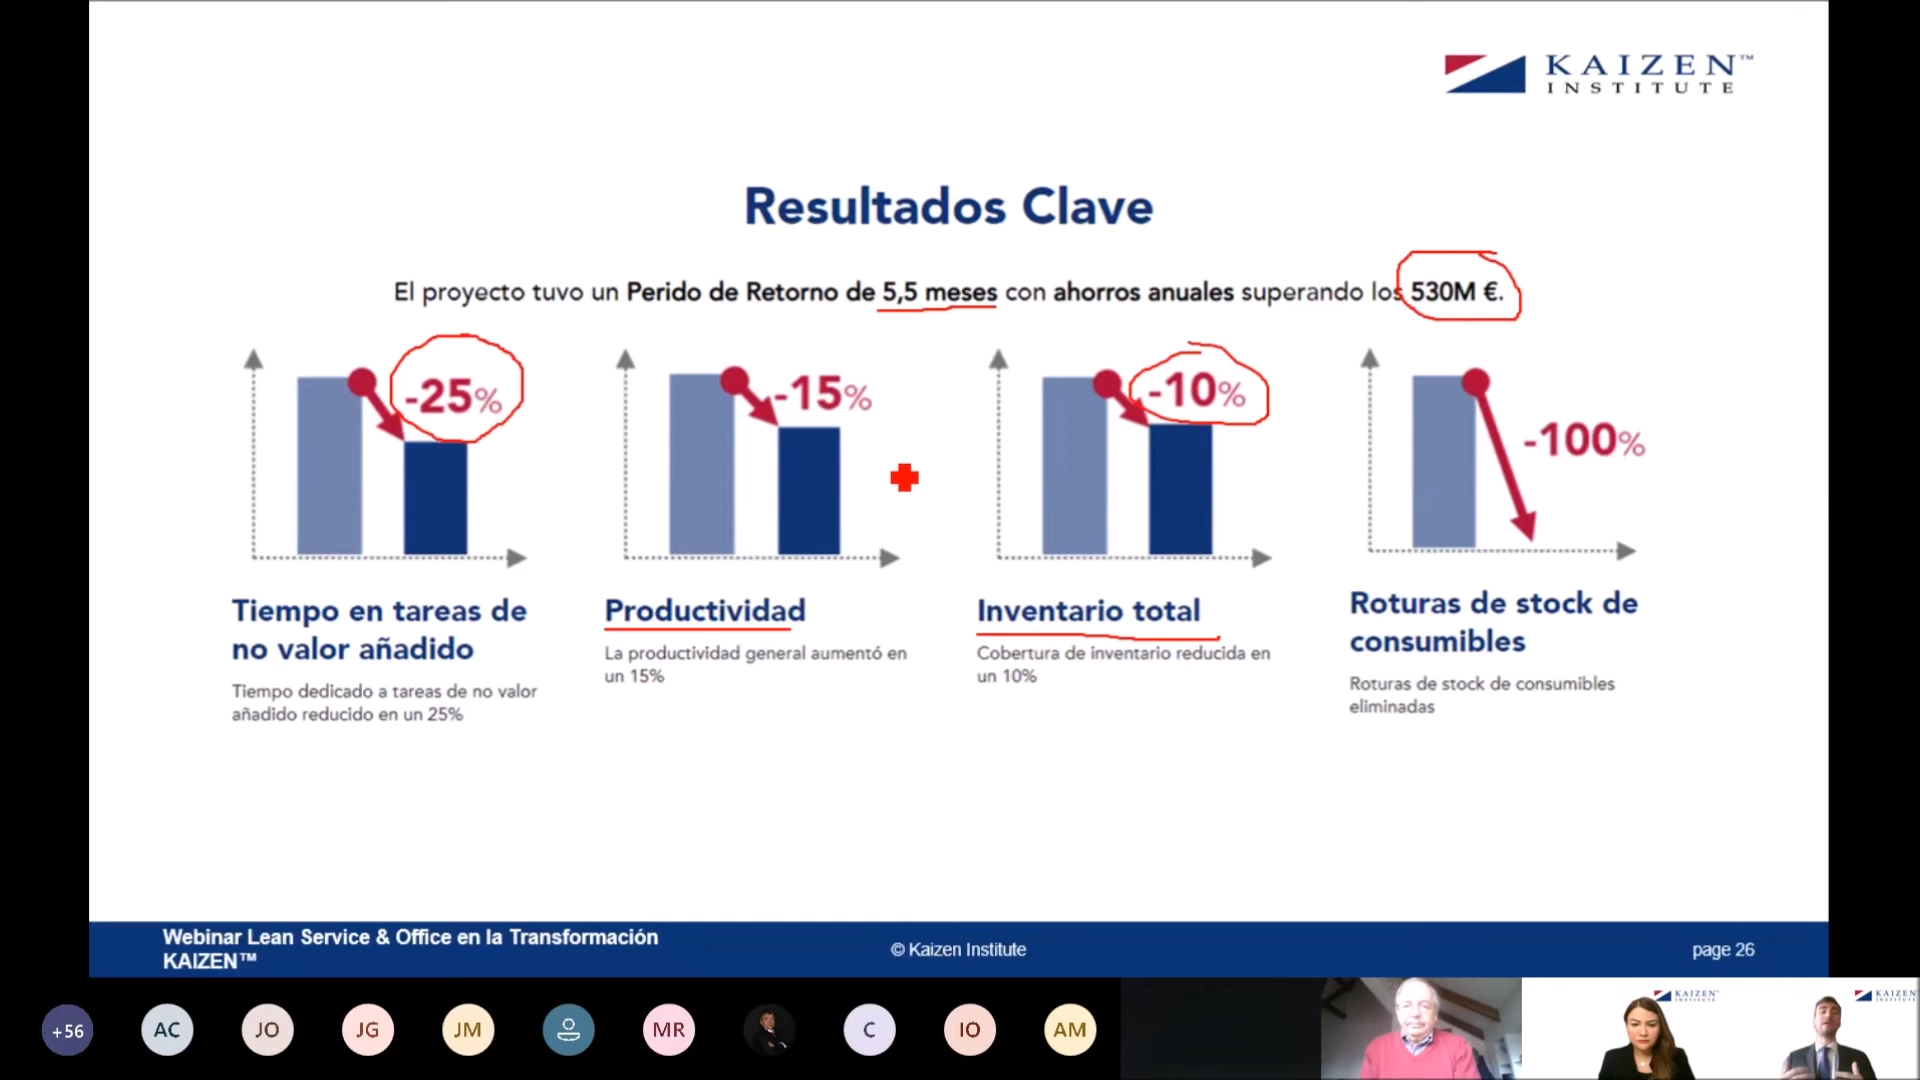 KAIZEN™
INSTITUTE
Resultados Clave
El proyecto tuvo un Perido de Retorno de 5,5 meses con ahorros anuales superando los 530M €.
-25%
-15%
-10%
-100%
Tiempo en tareas de
no valor añadido
Tiempo dedicado a tareas de no valor
añadido reducido en un 25%
Productividad
La productividad general aumentó en
un 15%
Inventario total
Cobertura de inventario reducida en
un 10%
Roturas de stock de
consumibles
Roturas de stock de consumibles
eliminadas
Webinar Lean Service & Office en la Transformación
KAIZEN™
© Kaizen Institute
page 26
+56
AC
JO
JG
JM
MR
C
IO
AM
KAIZEN™
INSTITUTE
KAIZEN™
INSTITUTE